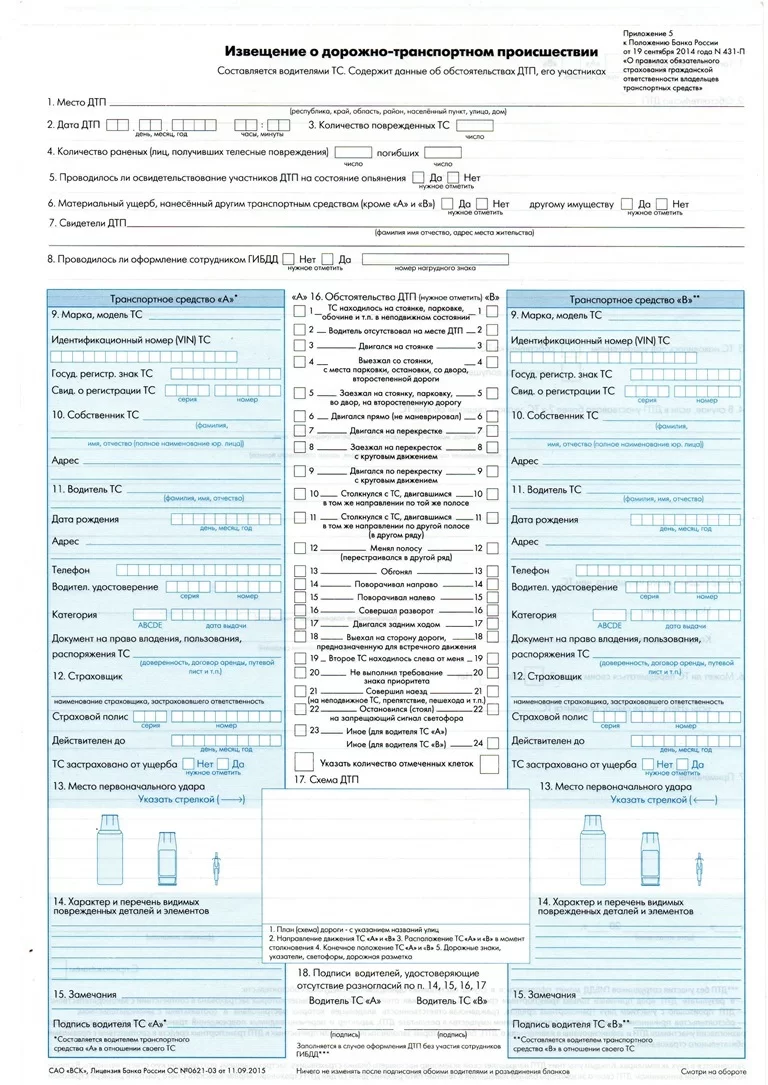 Приложение 5
к Положению Банка России
от 19 сентября 2014 года N 431-П
«О правилах обязательного
страхования гражданской
ответственности владельцев
транспортных средств»
Извещение о дорожно-транспортном происшествии
Составляется водителями ТС. Содержит данные об обстоятельствах ДТП, его участниках
1. Место ДТП
(республика, край, область, район, населённый пункт, улица, дом)
2. Дата ДТП . . : 3. Количество поврежденных ТС
день, месяц, год часы, минуты число
4. Количество раненых (лиц, получивших телесные повреждения) погибших
число число
5. Проводилось ли освидетельствование участников ДТП на состояние опьянения Да Нет
нужное отметить
6. Материальный ущерб, нанесённый другим транспортным средствам (кроме «А» и «В») Да Нет другому имуществу Да Нет
нужное отметить нужное отметить
7. Свидетели ДТП
(фамилия имя отчество, адрес места жительства)
8. Проводилось ли оформление сотрудником ГИБДД Нет Да
нужное отметить номер нагрудного знака
Транспортное средство «А»*
9. Марка, модель ТС
Идентификационный номер (VIN) ТС
Госуд. регистр. знак ТС
Свид. о регистрации ТС
серия номер
10. Собственник ТС
(фамилия,
имя, отчество (полное наименование юр. лица))
Адрес
11. Водитель ТС
(фамилия, имя, отчество)
Дата рождения
день, месяц, год
Адрес
Телефон
Водител. удостоверение
серия номер
Категория
ABCDE дата выдачи
Документ на право владения, пользования,
распоряжения ТС
(доверенность, договор аренды, путевой
лист и т.п.)
12. Страховщик
наименование страховщика, застраховавшего ответственность
Страховой полис
серия номер
Действителен до
день, месяц, год
ТС застраховано от ущерба Нет Да
нужное отметить
13. Место первоначального удара
Указать стрелкой (→)
14. Характер и перечень видимых
поврежденных деталей и элементов
15. Замечания
Подпись водителя ТС «А»*
*Составляется водителем транспортного
средства «А» в отношении своего ТС
«А» 16. Обстоятельства ДТП (нужное отметить) «В»
1 ТС находилось на стоянке, парковке, 1
обочине и т.п. в неподвижном состоянии
2 Водитель отсутствовал на месте ДТП 2
3 Двигался на стоянке 3
4 Выезжал со стоянки, 4
с места парковки, остановки, со двора,
второстепенной дороги
5 Заезжал на стоянку, парковку, 5
во двор, на второстепенную дорогу
6 Двигался прямо (не маневрировал) 6
7 Двигался на перекрестке 7
8 Заезжал на перекресток 8
с круговым движением
9 Двигался по перекрестку 9
с круговым движением
10 Столкнулся с ТС, двигавшимся 10
в том же направлении по той же полосе
11 Столкнулся с ТС, двигавшимся 11
в том же направлении по другой полосе
(в другом ряду)
12 Менял полосу 12
(перестраивался в другой ряд)
13 Обгонял 13
14 Поворачивал направо 14
15 Поворачивал налево 15
16 Совершал разворот 16
17 Двигался задним ходом 17
18 Выехал на сторону дороги, 18
предназначенную для встречного движения
19 Второе ТС находилось слева от меня 19
20 Не выполнил требование 20
знака приоритета
21 Совершил наезд 21
(на неподвижное ТС, препятствие, пешехода и т.п.)
22 Остановился (стоял) 22
на запрещающий сигнал светофора
23 Иное (для водителя ТС «А»)
Иное (для водителя ТС «В») 24
Указать количество отмеченных клеток
17. Схема ДТП
1. План (схема) дороги - с указанием названий улиц
2. Направление движения ТС «А» и «В» 3. Расположение ТС «А» и «В» в момент
столкновения 4. Конечное положение ТС «А» и «В» 5. Дорожные знаки,
указатели, светофоры, дорожная разметка
18. Подписи водителей, удостоверяющие
отсутствие разногласий по п. 14, 15, 16, 17
Водитель ТС «А» Водитель ТС «В»
(подпись) (подпись)
Заполняется в случае оформления ДТП без участия сотрудников
ГИБДД***
Транспортное средство «В»**
9. Марка, модель ТС
Идентификационный номер (VIN) ТС
Госуд. регистр. знак ТС
Свид. о регистрации ТС
серия номер
10. Собственник ТС
(фамилия,
имя, отчество (полное наименование юр. лица))
Адрес
11. Водитель ТС
(фамилия, имя, отчество)
Дата рождения
день, месяц, год
Адрес
Телефон
Водител. удостоверение
серия номер
Категория
ABCDE дата выдачи
Документ на право владения, пользования,
распоряжения ТС
(доверенность, договор аренды, путевой
лист и т.п.)
12. Страховщик
наименование страховщика, застраховавшего ответственность
Страховой полис
серия номер
Действителен до
день, месяц, год
ТС застраховано от ущерба Нет Да
нужное отметить
13. Место первоначального удара
Указать стрелкой (←)
14. Характер и перечень видимых
поврежденных деталей и элементов
15. Замечания
Подпись водителя ТС «В»**
**Составляется водителем транспортного
средства «В» в отношении своего ТС
САО «ВСК», Лицензия Банка России ОС №0621-03 от 11.09.2015 Ничего не изменять после подписания обоими водителями и разъединения бланков Смотри на обороте